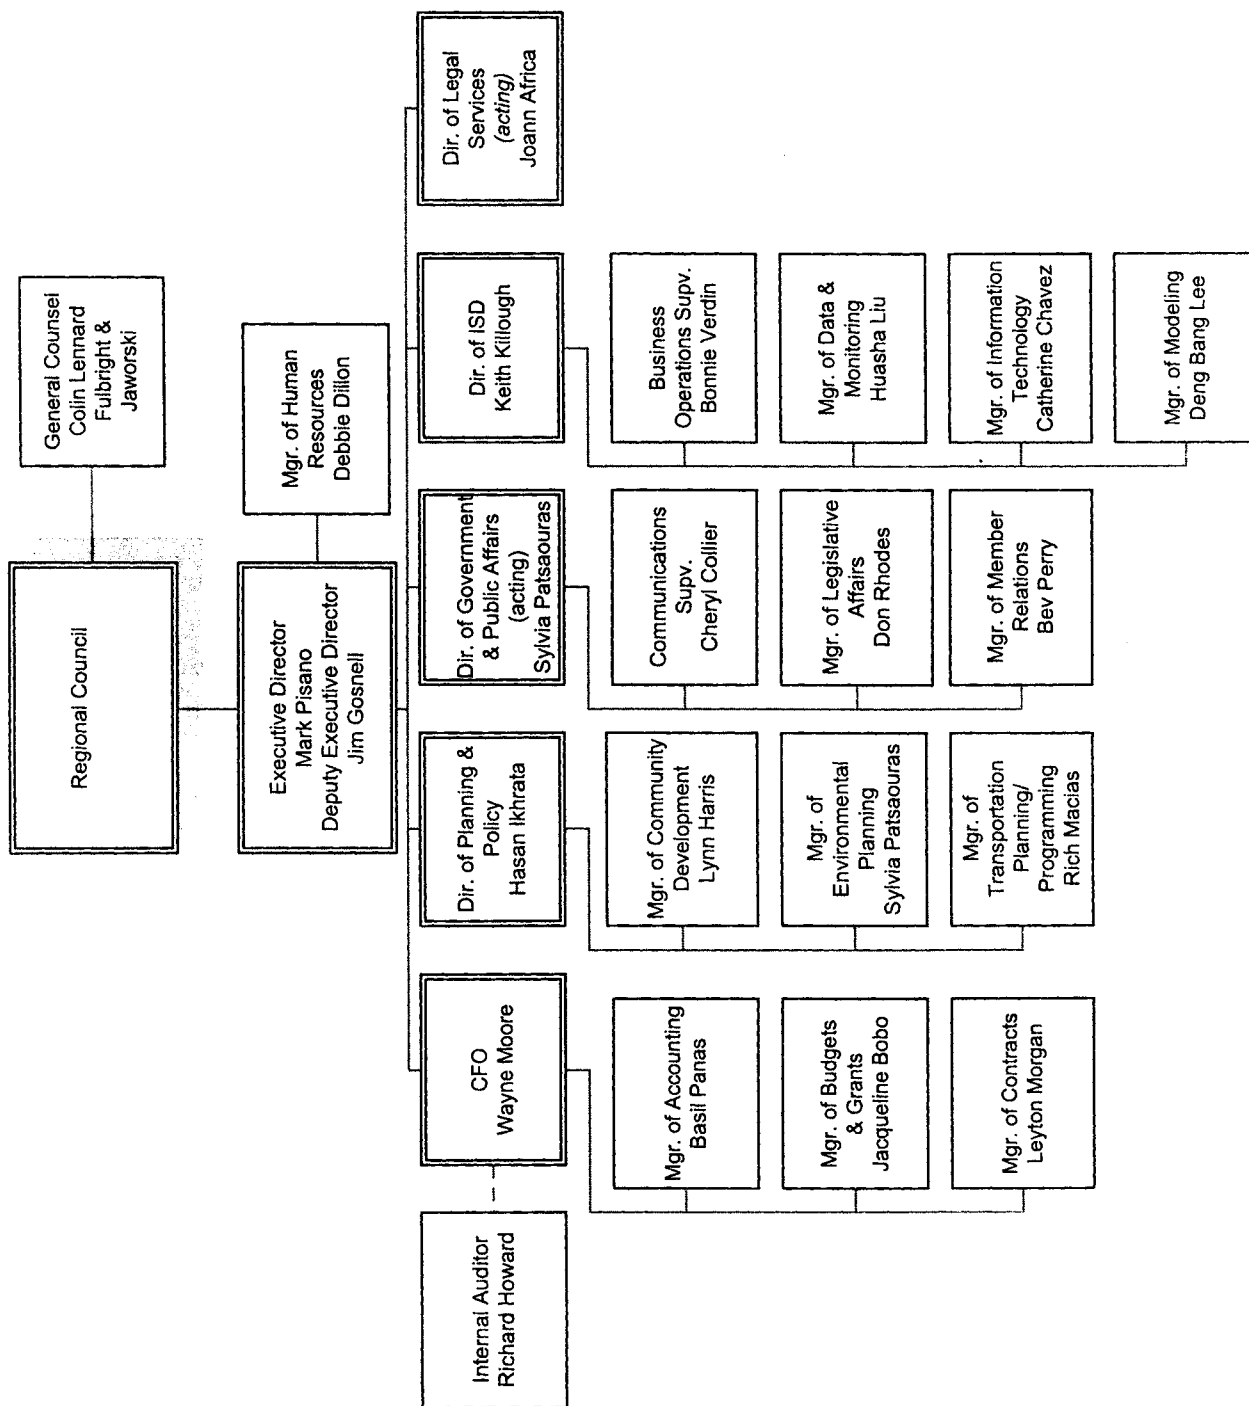 Regional Council
General Counsel
Colin Lennard
Fulbright &
Jaworski
Executive Director
Mark Pisano
Deputy Executive Director
Jim Gosnell
Mgr. of Human
Resources
Debbie Dillon
Internal Auditor
Richard Howard
CFO
Wayne Moore
Mgr. of Accounting
Basil Panas
Mgr. of Budgets
& Grants
Jacqueline Bobo
Mgr. of Contracts
Leyton Morgan
Dir. of Planning &
Policy
Hasan Ikhrata
Mgr. of Community
Development
Lynn Harris
Mgr. of
Environmental
Planning
Sylvia Patsaouras
Mgr. of
Transportation
Planning/
Programming
Rich Macias
Dir. of Government
& Public Affairs
(acting)
Sylvia Patsaouras
Communications
Supv.
Cheryl Collier
Mgr. of Legislative
Affairs
Don Rhodes
Mgr. of Member
Relations
Bev Perry
Dir. of ISD
Keith Killough
Business
Operations Supv.
Bonnie Verdin
Mgr. of Data &
Monitoring
Huasha Liu
Mgr. of Information
Technology
Catherine Chavez
Mgr. of Modeling
Deng Bang Lee
Dir. of Legal
Services
(acting)
Joann Africa